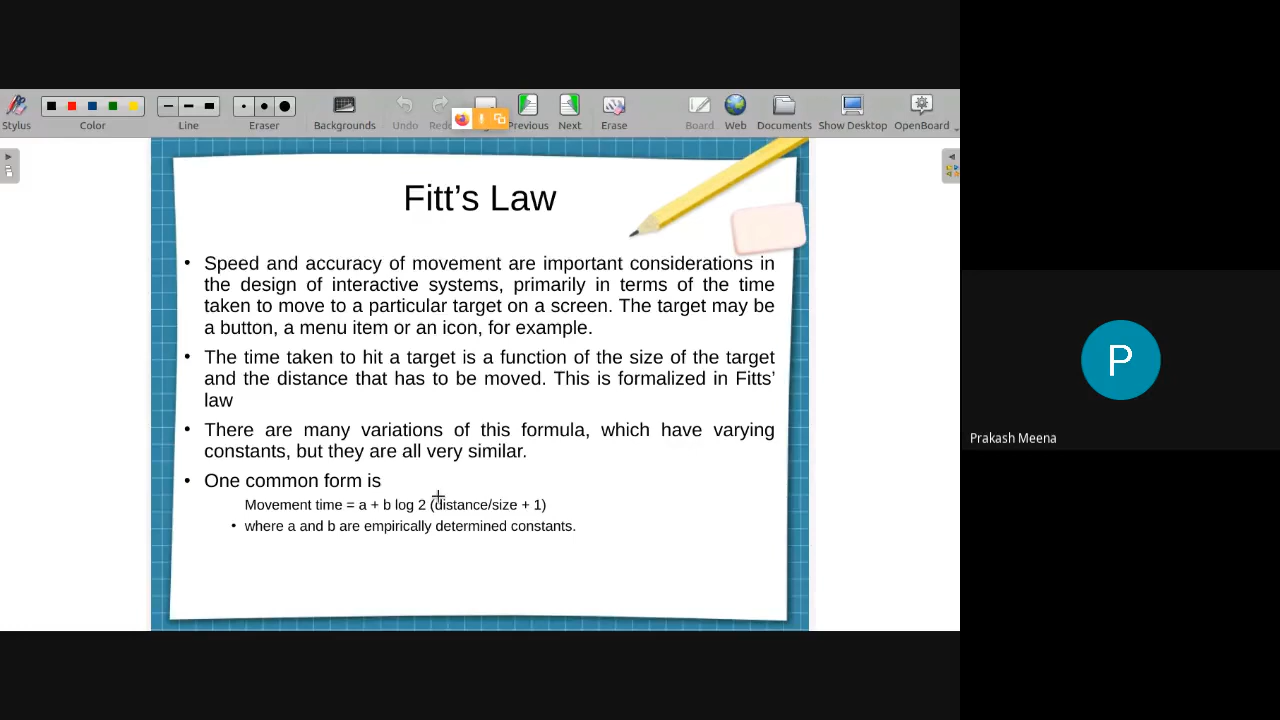 Stylus Color Line Eraser Backgrounds Undo Previous Next Erase Board Web Documents Show Desktop OpenBoard
Fitt’s Law
• Speed and accuracy of movement are important considerations in
the design of interactive systems, primarily in terms of the time
taken to move to a particular target on a screen. The target may be
a button, a menu item or an icon, for example.
• The time taken to hit a target is a function of the size of the target
and the distance that has to be moved. This is formalized in Fitts’
law
• There are many variations of this formula, which have varying
constants, but they are all very similar.
• One common form is
Movement time = a + b log 2 (distance/size + 1)
• where a and b are empirically determined constants.
P
Prakash Meena